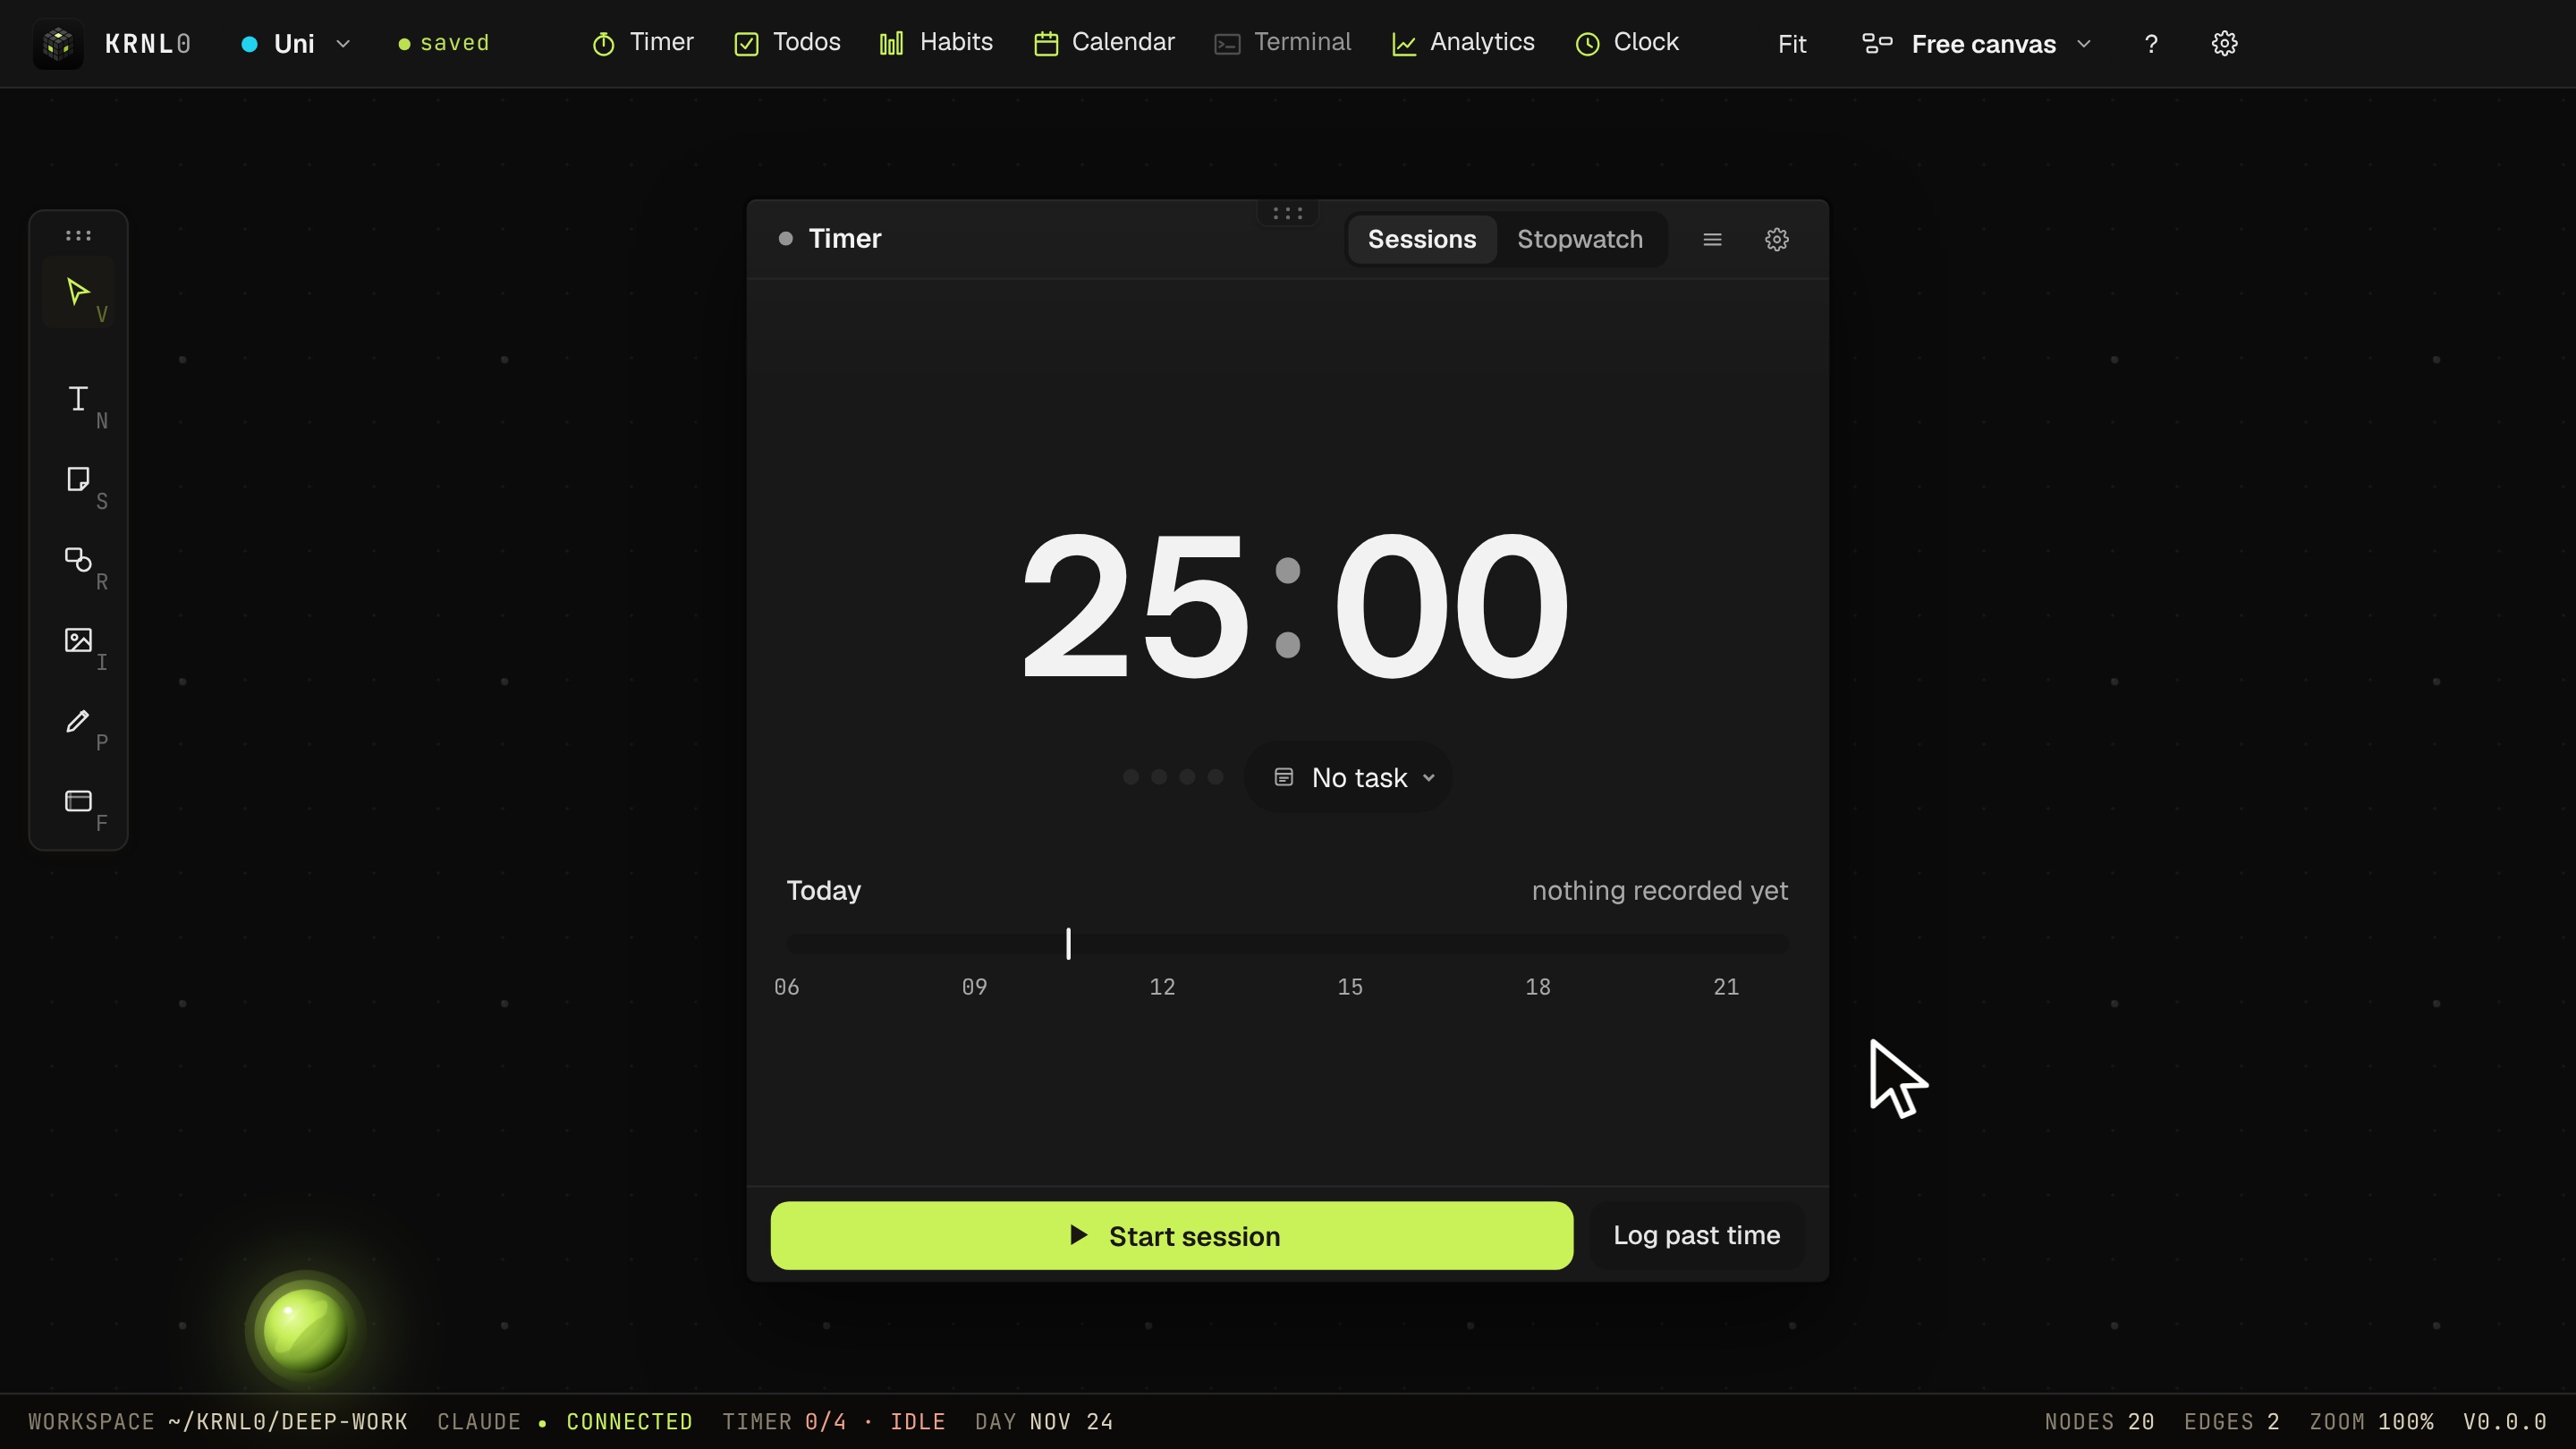 KRNL0 Uni saved Timer Todos Habits Calendar Terminal Analytics Clock Fit Free canvas ?
Timer Sessions Stopwatch
V
N
S
R
I
P
F
25:00
No task
Today nothing recorded yet
06 09 12 15 18 21
Start session Log past time
WORKSPACE ~/KRNL0/DEEP-WORK CLAUDE • CONNECTED TIMER 0/4 · IDLE DAY NOV 24 NODES 20 EDGES 2 ZOOM 100% V0.0.0